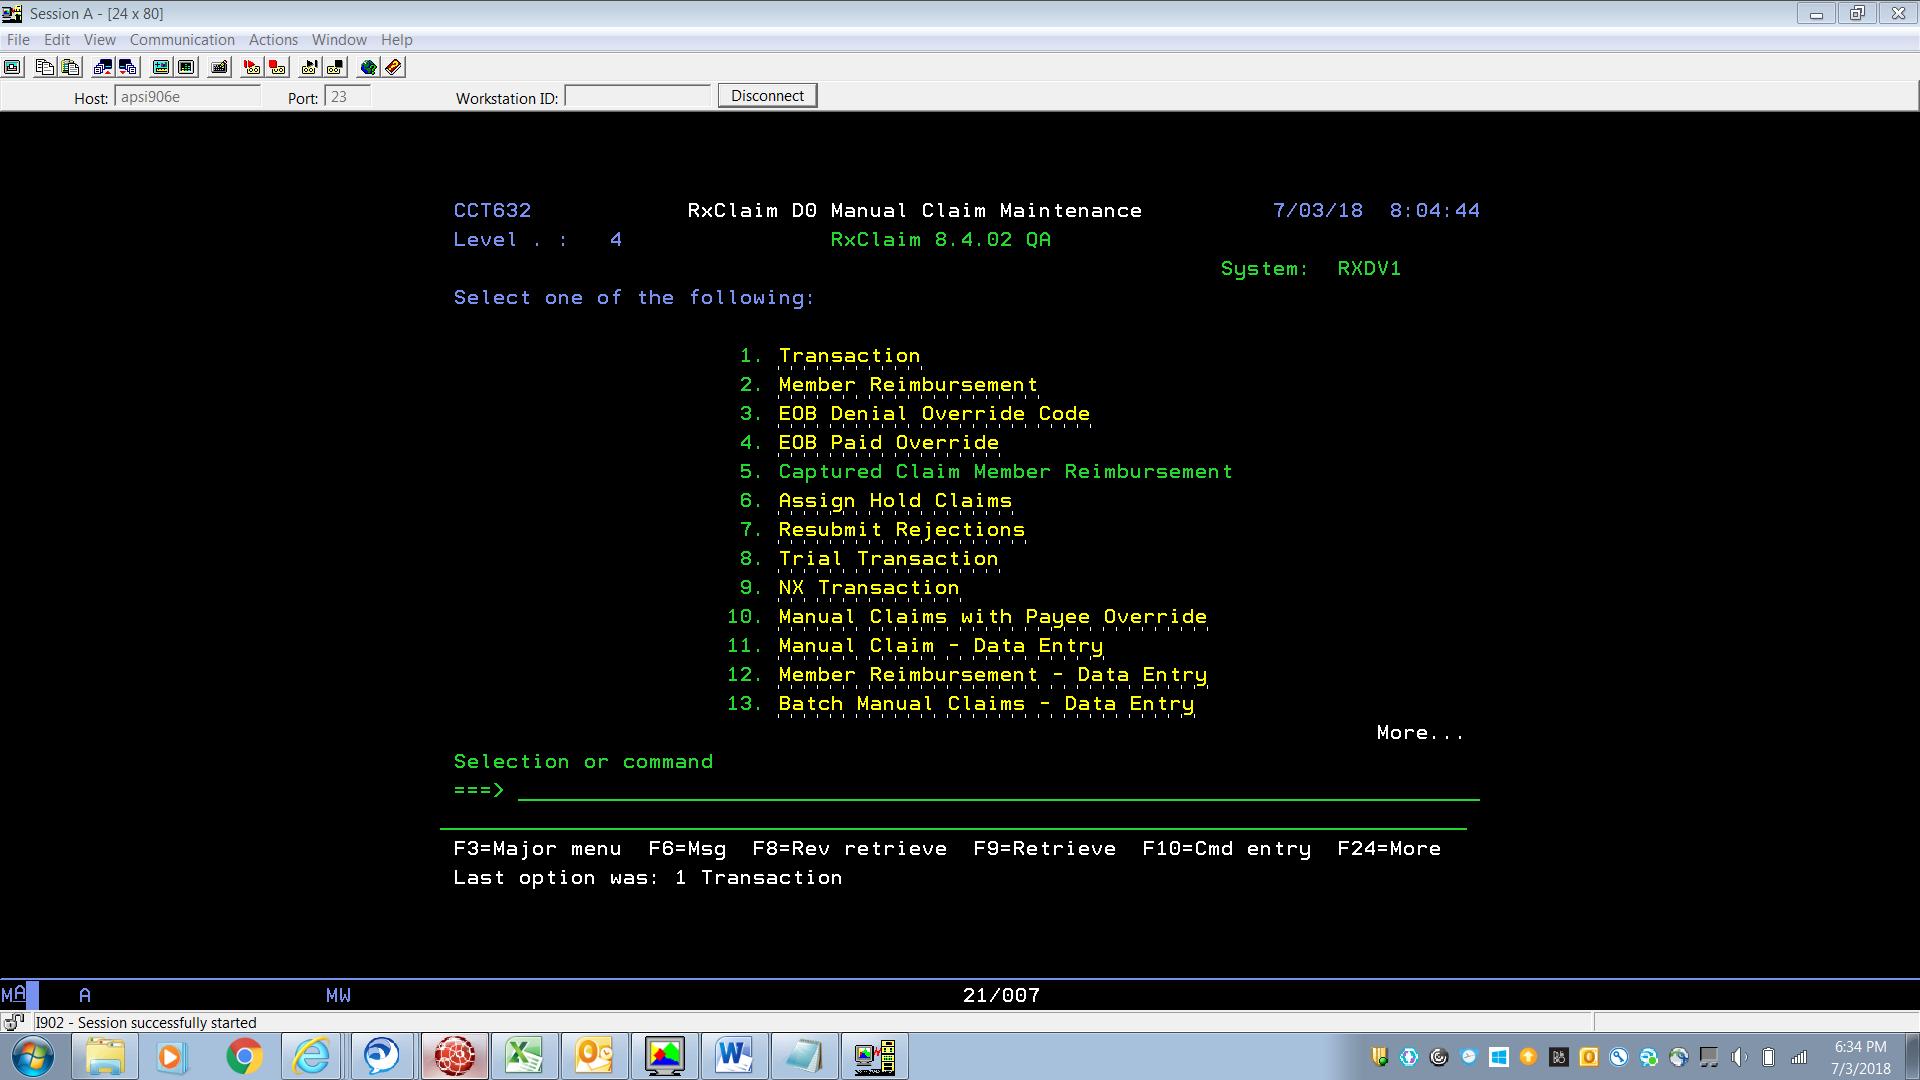 Session A - [24 x 80]
File Edit View Communication Actions Window Help
Host: apsi906e Port: 23 Workstation ID: Disconnect
CCT632 RxClaim D0 Manual Claim Maintenance 7/03/18 8:04:44
Level . : 4 RxClaim 8.4.02 QA
System: RXDV1
Select one of the following:
1. Transaction
2. Member Reimbursement
3. EOB Denial Override Code
4. EOB Paid Override
5. Captured Claim Member Reimbursement
6. Assign Hold Claims
7. Resubmit Rejections
8. Trial Transaction
9. NX Transaction
10. Manual Claims with Payee Override
11. Manual Claim - Data Entry
12. Member Reimbursement - Data Entry
13. Batch Manual Claims - Data Entry
More...
Selection or command
===>
F3=Major menu F6=Msg F8=Rev retrieve F9=Retrieve F10=Cmd entry F24=More
Last option was: 1 Transaction
MA A MW 21/007
I902 - Session successfully started
6:34 PM
7/3/2018